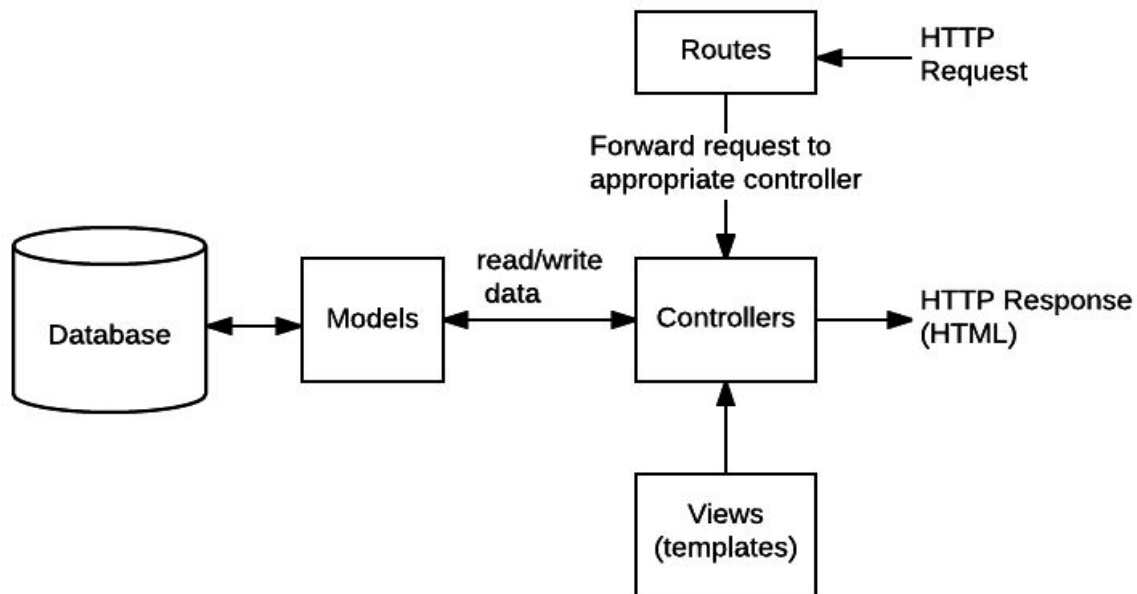 Routes
HTTP
Request
Forward request to
appropriate controller
Database
Models
read/write
data
Controllers
HTTP Response
(HTML)
Views
(templates)